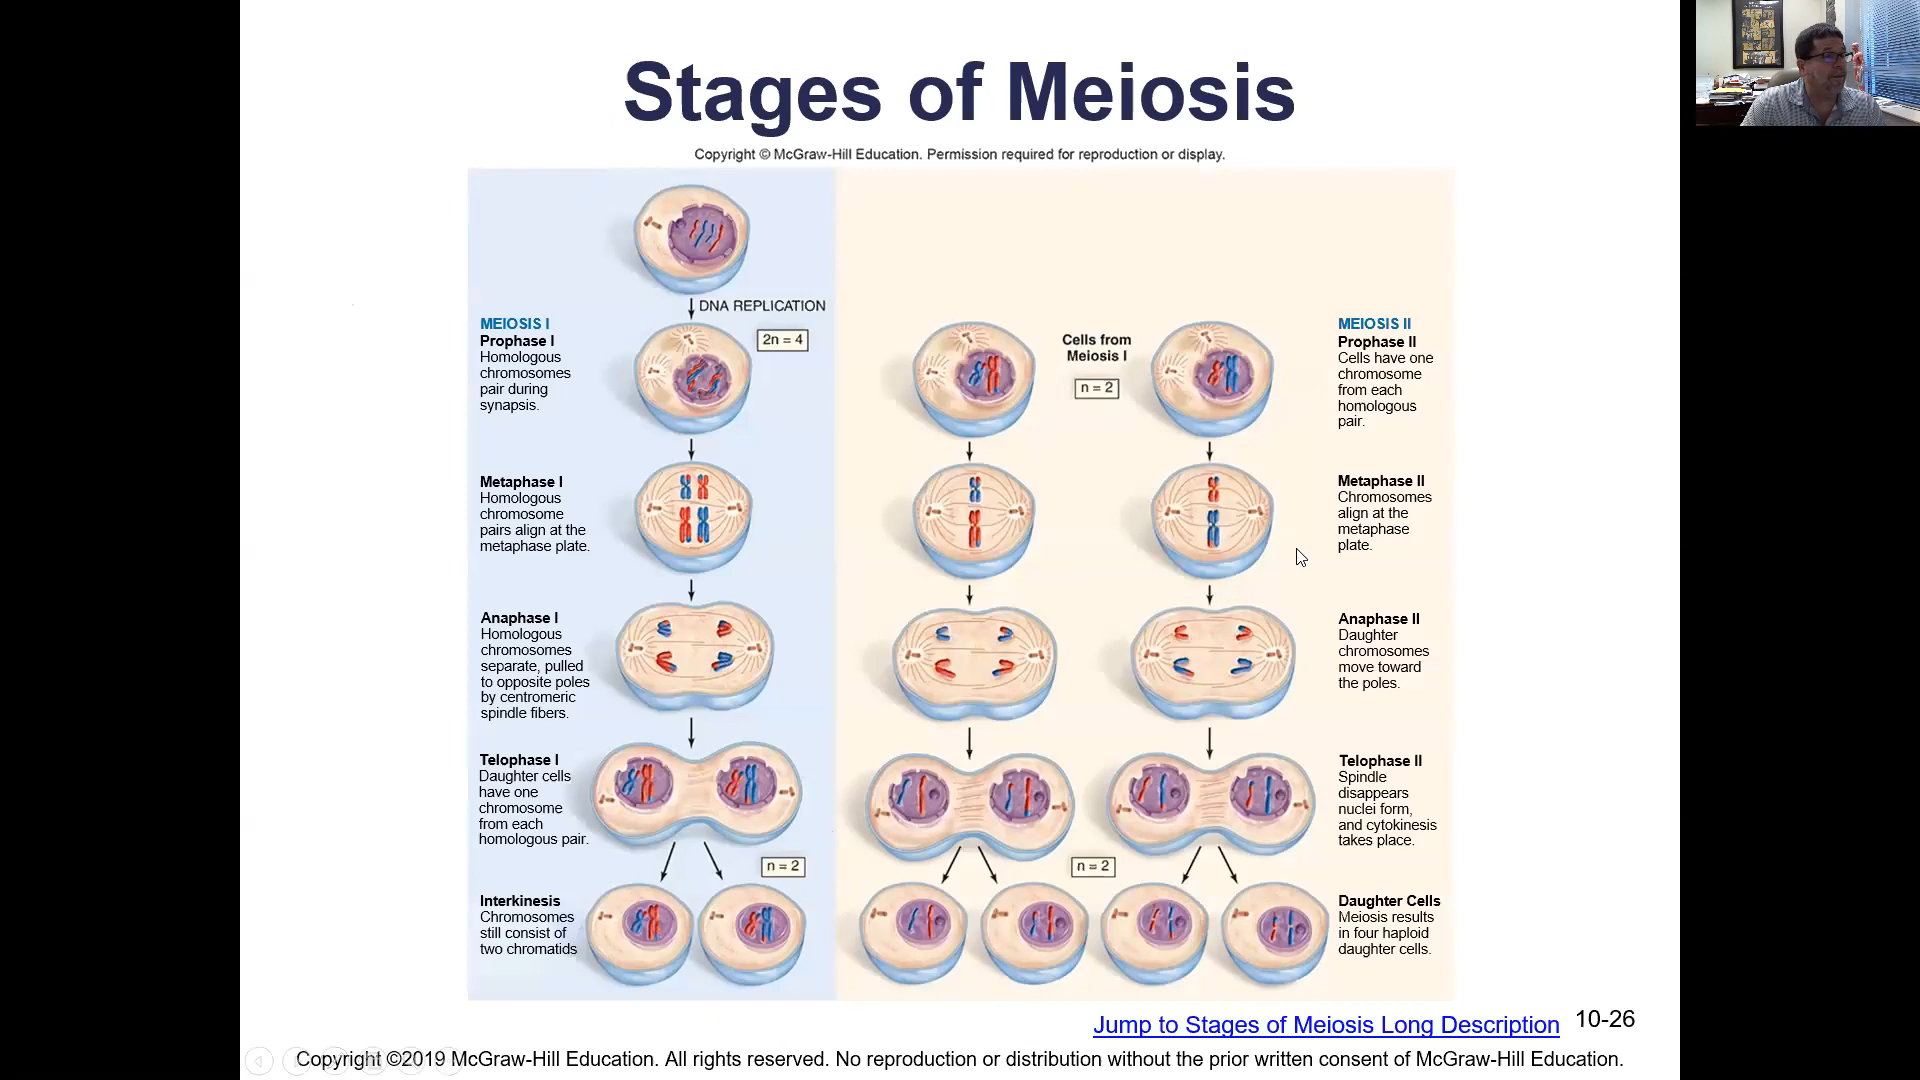 Stages of Meiosis
Copyright © McGraw-Hill Education. Permission required for reproduction or display.
DNA REPLICATION
MEIOSIS I
Prophase I
Homologous
chromosomes
pair during
synapsis.
2n = 4
Metaphase I
Homologous
chromosome
pairs align at the
metaphase plate.
Anaphase I
Homologous
chromosomes
separate, pulled
to opposite poles
by centromeric
spindle fibers.
Telophase I
Daughter cells
have one
chromosome
from each
homologous pair.
n = 2
Interkinesis
Chromosomes
still consist of
two chromatids
Cells from
Meiosis I
n = 2
MEIOSIS II
Prophase II
Cells have one
chromosome
from each
homologous
pair.
Metaphase II
Chromosomes
align at the
metaphase
plate.
Anaphase II
Daughter
chromosomes
move toward
the poles.
Telophase II
Spindle
disappears
nuclei form,
and cytokinesis
takes place.
n = 2
Daughter Cells
Meiosis results
in four haploid
daughter cells.
Jump to Stages of Meiosis Long Description
10-26
Copyright ©2019 McGraw-Hill Education. All rights reserved. No reproduction or distribution without the prior written consent of McGraw-Hill Education.